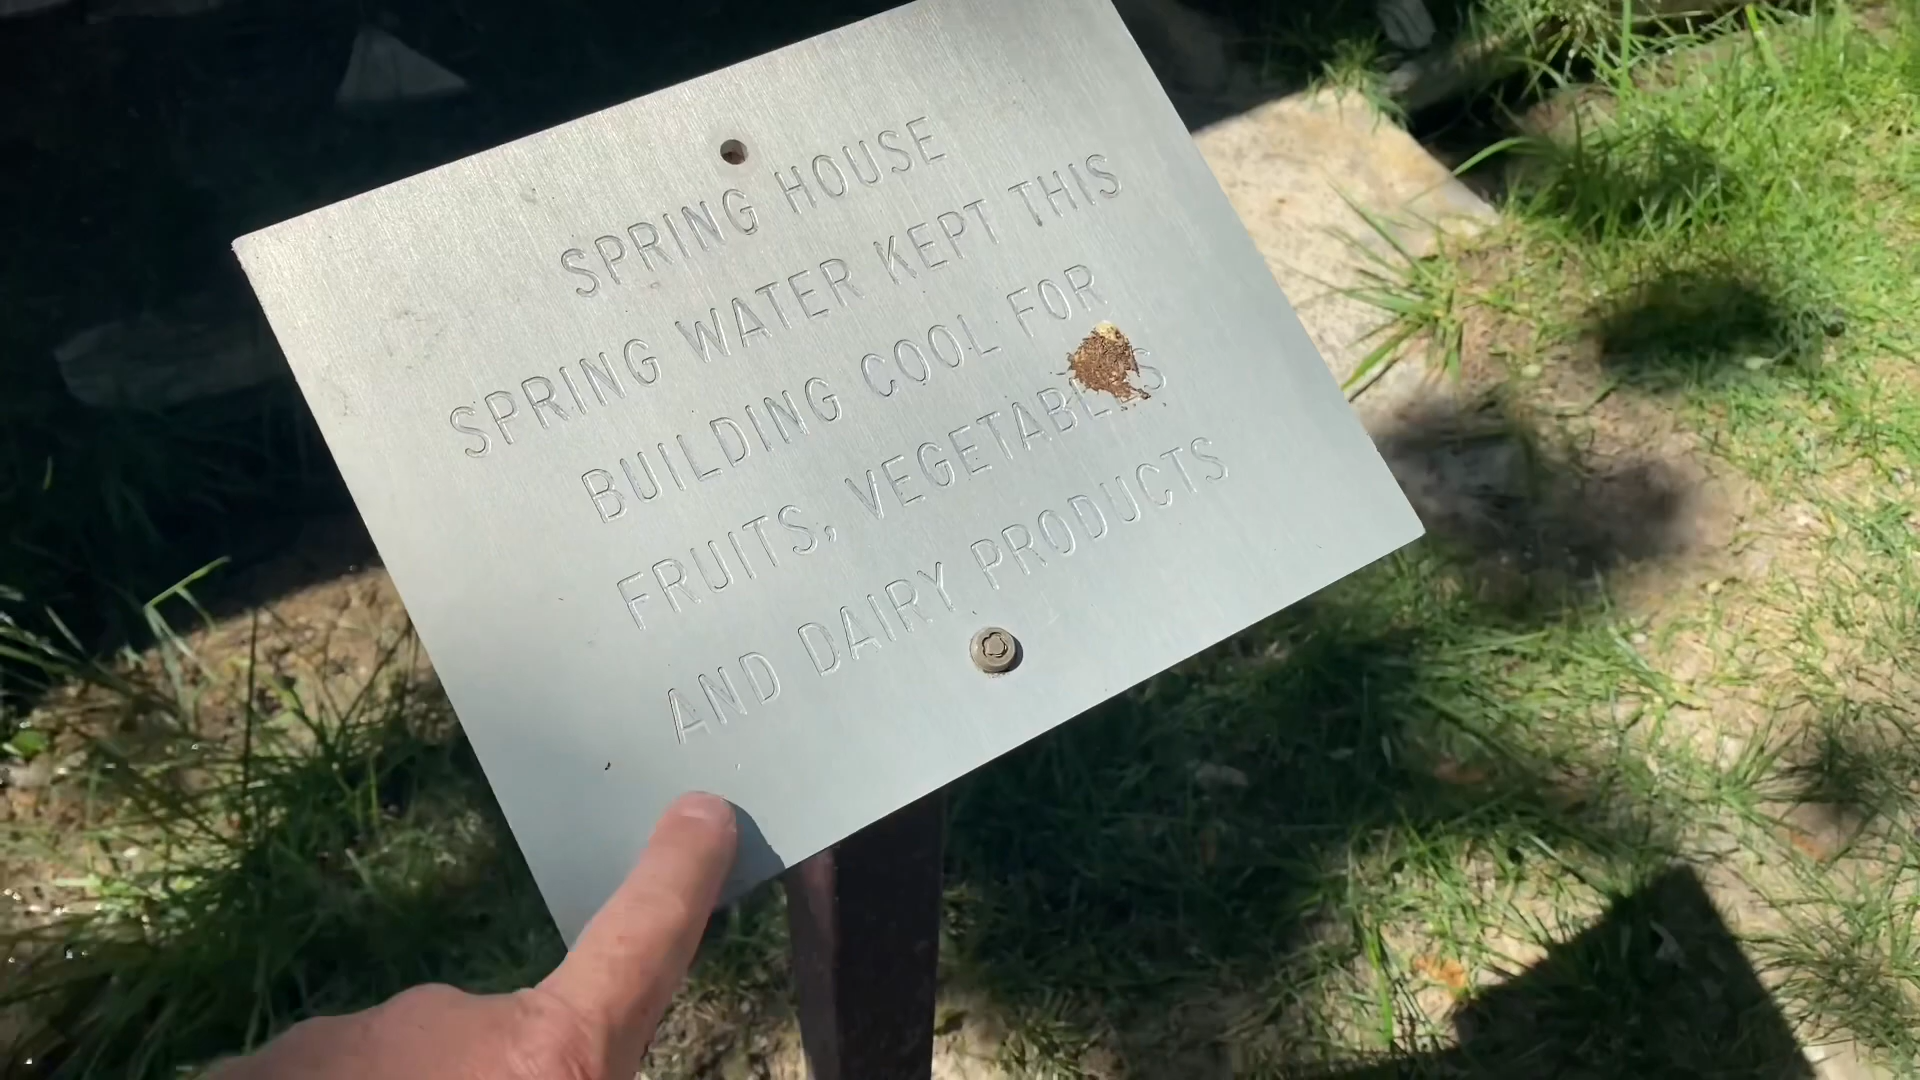 SPRING HOUSE
SPRING WATER KEPT THIS
BUILDING COOL FOR
FRUITS, VEGETABLES
AND DAIRY PRODUCTS